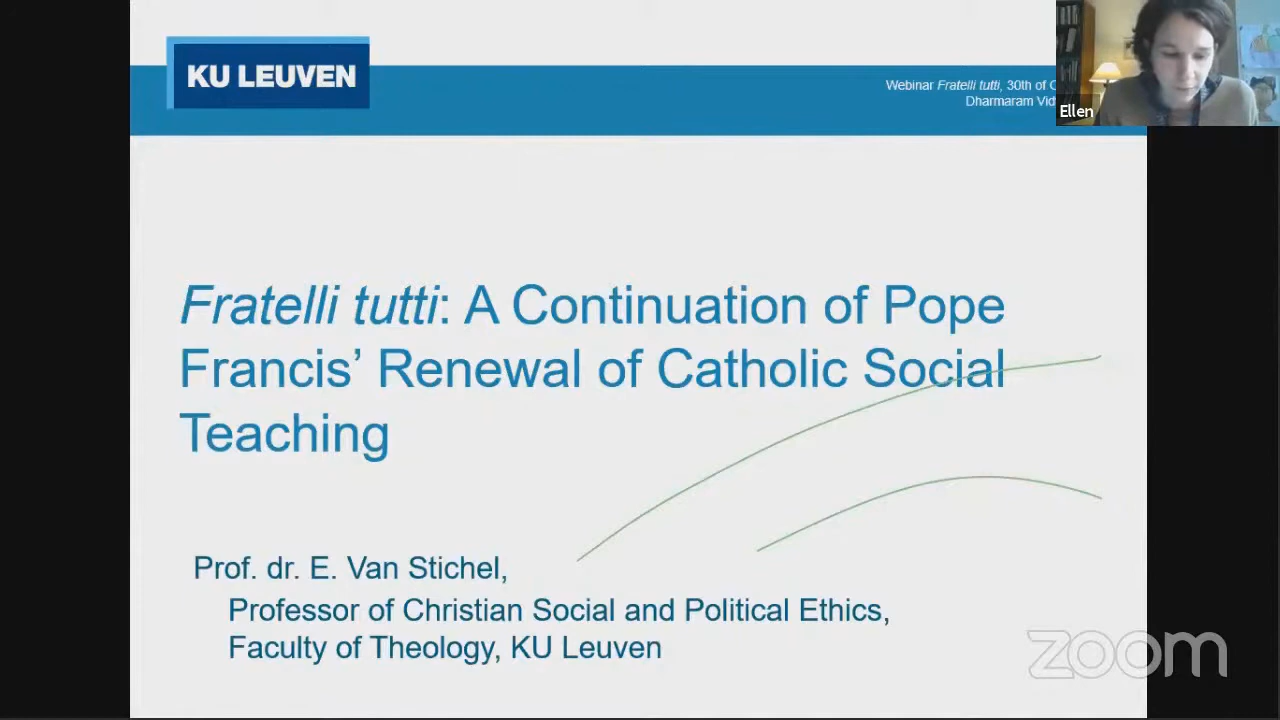 KU LEUVEN
Webinar Fratelli tutti, 30th of
Dharmaram
Ellen
Fratelli tutti: A Continuation of Pope
Francis’ Renewal of Catholic Social
Teaching
Prof. dr. E. Van Stichel,
Professor of Christian Social and Political Ethics,
Faculty of Theology, KU Leuven
zoom